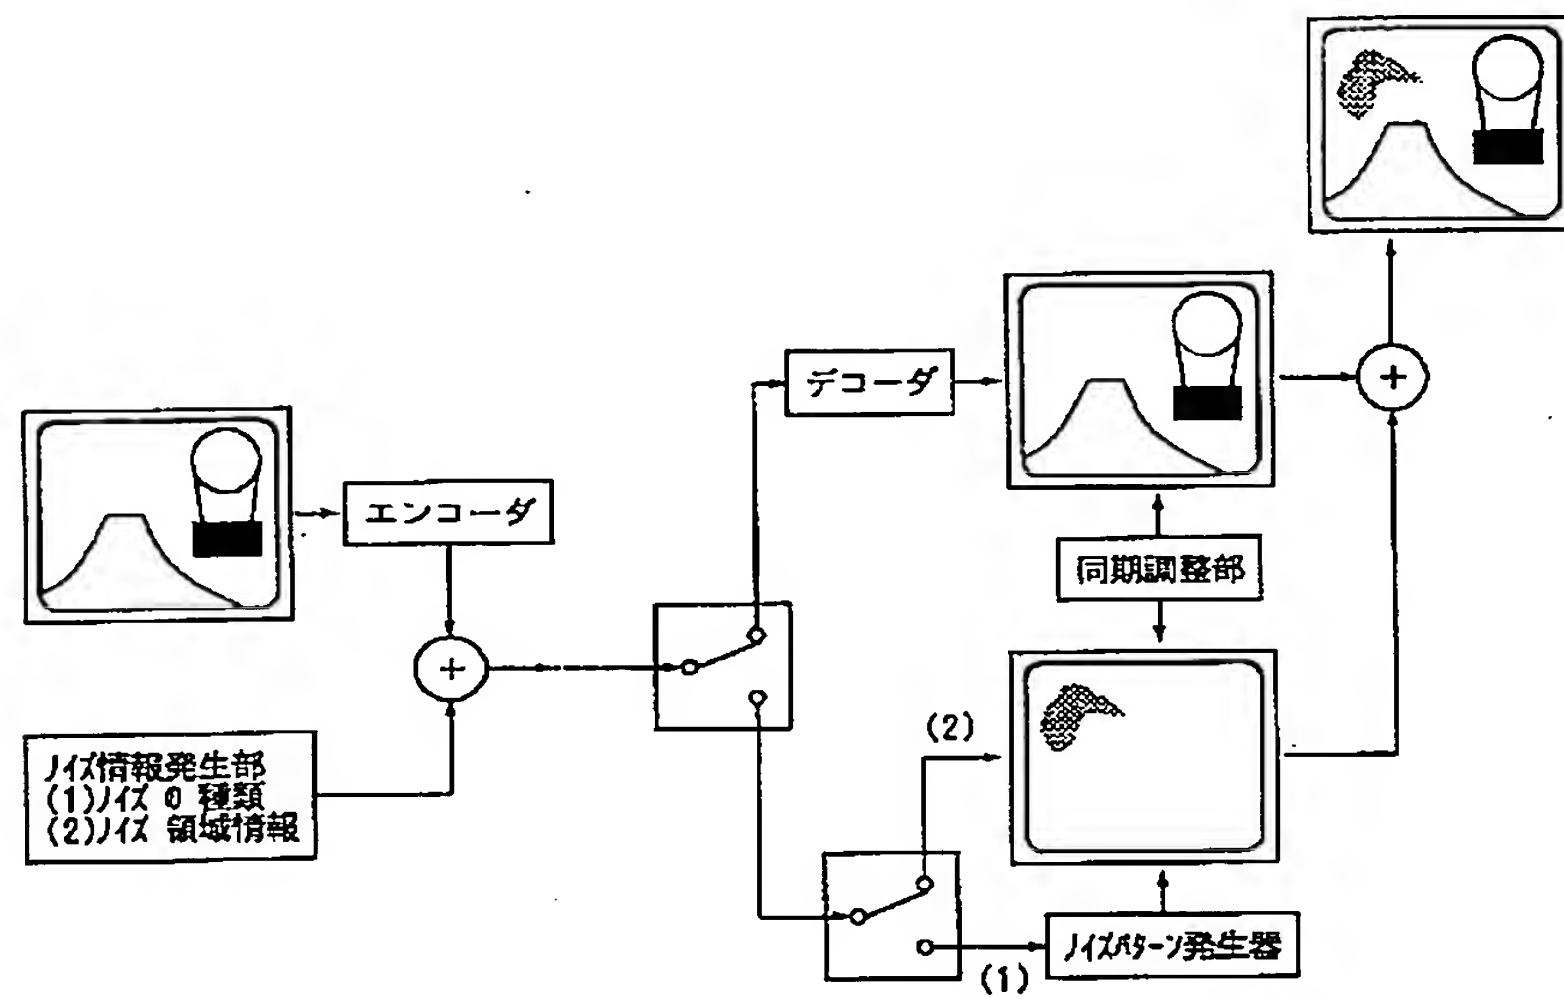 デコーダ
エンコーダ
+
同期調整部
+
ノイズ情報発生部
(1)ノイズ の 種類
(2)ノイズ 領域情報
(2)
ノイズパターン発生器
(1)